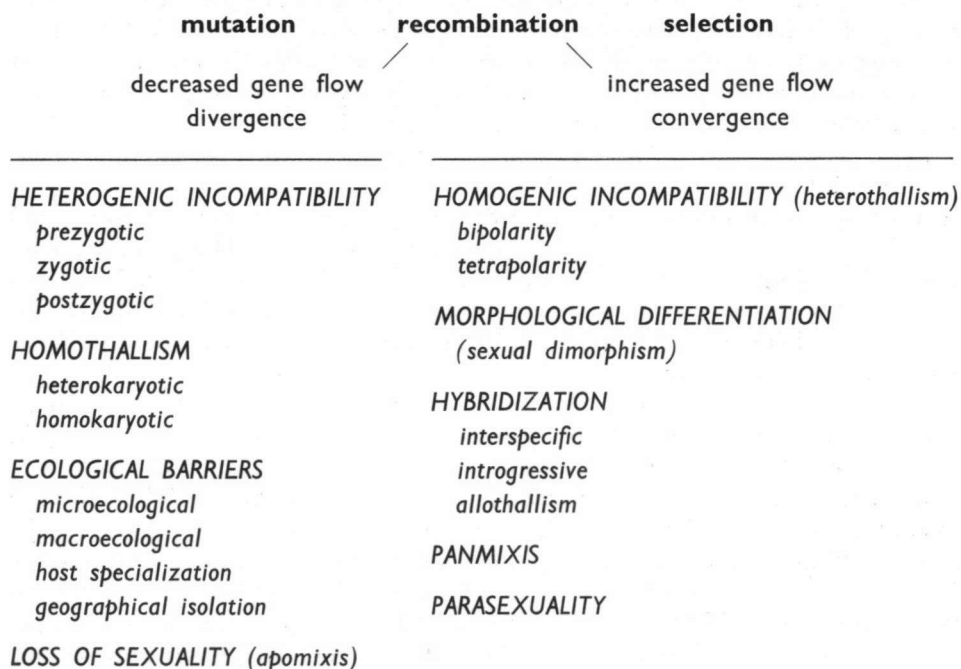 mutation recombination selection
decreased gene flow
divergence
increased gene flow
convergence
HETEROGENIC INCOMPATIBILITY
prezygotic
zygotic
postzygotic
HOMOTHALLISM
heterokaryotic
homokaryotic
ECOLOGICAL BARRIERS
microecological
macroecological
host specialization
geographical isolation
LOSS OF SEXUALITY (apomixis)
HOMOGENIC INCOMPATIBILITY (heterothallism)
bipolarity
tetrapolarity
MORPHOLOGICAL DIFFERENTIATION
(sexual dimorphism)
HYBRIDIZATION
interspecific
introgressive
allothallism
PANMIXIS
PARASEXUALITY